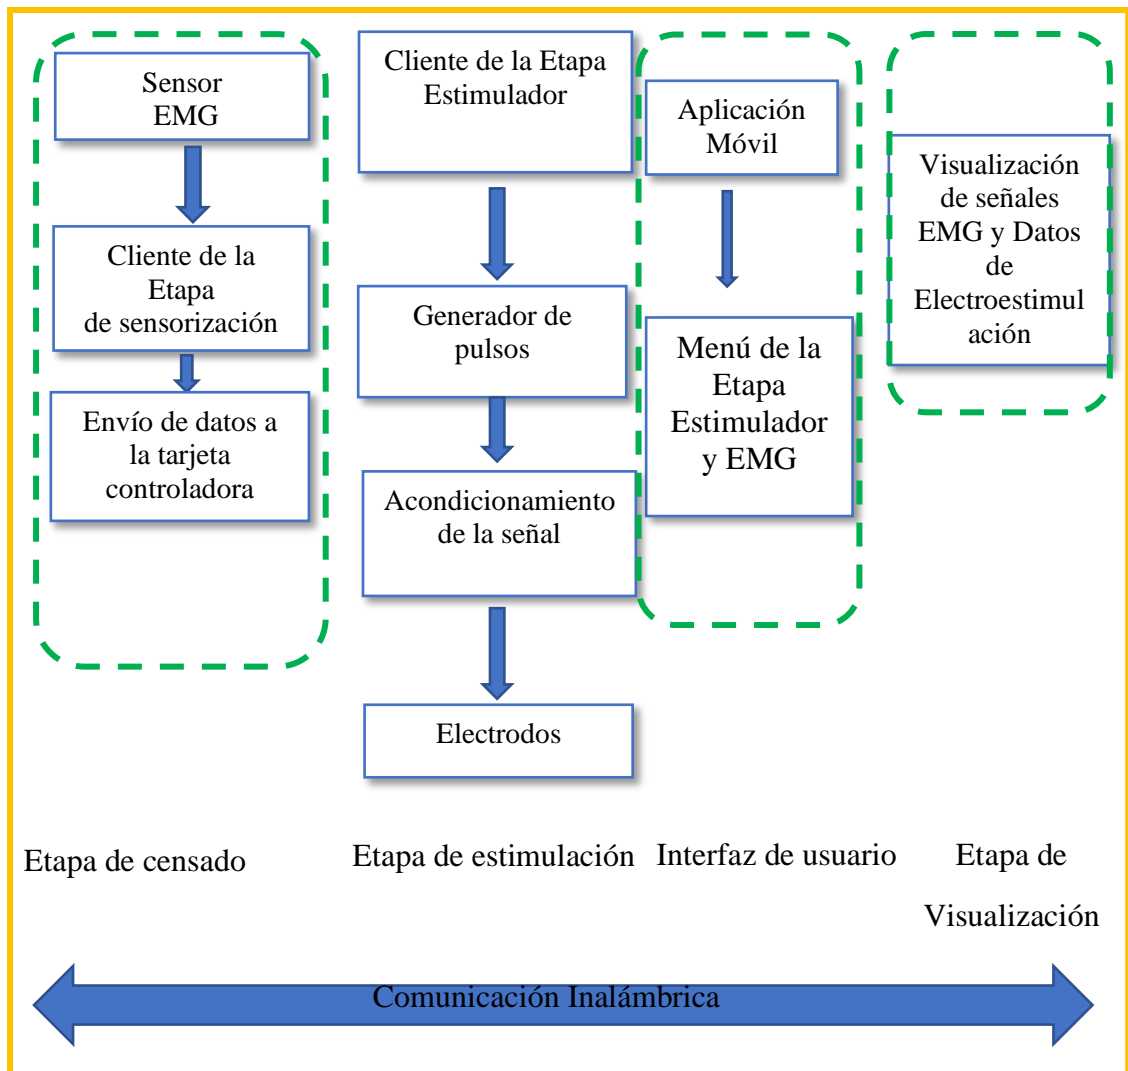 Sensor
EMG
Cliente de la
Etapa
de sensorización
Envío de datos a
la tarjeta
controladora
Cliente de la Etapa
Estimulador
Generador de
pulsos
Acondicionamiento
de la señal
Electrodos
Aplicación
Móvil
Menú de la
Etapa
Estimulador
y EMG
Visualización
de señales
EMG y Datos
de
Electroestimul
ación
Etapa de censado
Etapa de estimulación
Interfaz de usuario
Etapa de
Visualización
Comunicación Inalámbrica